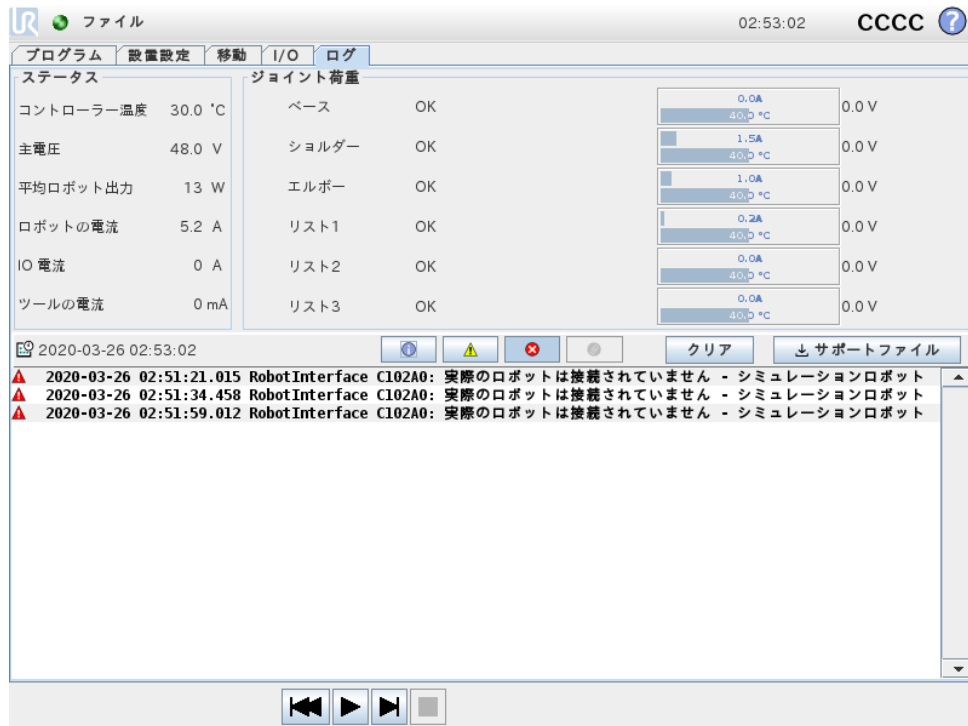 UR ファイル 02:53:02 CCCC ?
プログラム 設置設定 移動 I/O ログ
ステータス
コントローラー温度 30.0 °C
主電圧 48.0 V
平均ロボット出力 13 W
ロボットの電流 5.2 A
IO 電流 0 A
ツールの電流 0 mA
ジョイント荷重
ベース OK 0.0A 40.0 °C 0.0 V
ショルダー OK 1.5A 40.0 °C 0.0 V
エルボー OK 1.0A 40.0 °C 0.0 V
リスト1 OK 0.2A 40.0 °C 0.0 V
リスト2 OK 0.0A 40.0 °C 0.0 V
リスト3 OK 0.0A 40.0 °C 0.0 V
2020-03-26 02:53:02 クリア サポートファイル
2020-03-26 02:51:21.015 RobotInterface C102A0: 実際のロボットは接続されていません - シミュレーションロボット
2020-03-26 02:51:34.458 RobotInterface C102A0: 実際のロボットは接続されていません - シミュレーションロボット
2020-03-26 02:51:59.012 RobotInterface C102A0: 実際のロボットは接続されていません - シミュレーションロボット